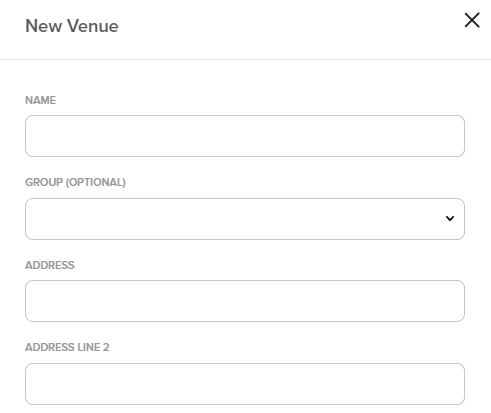 New Venue
NAME
GROUP (OPTIONAL)
ADDRESS
ADDRESS LINE 2